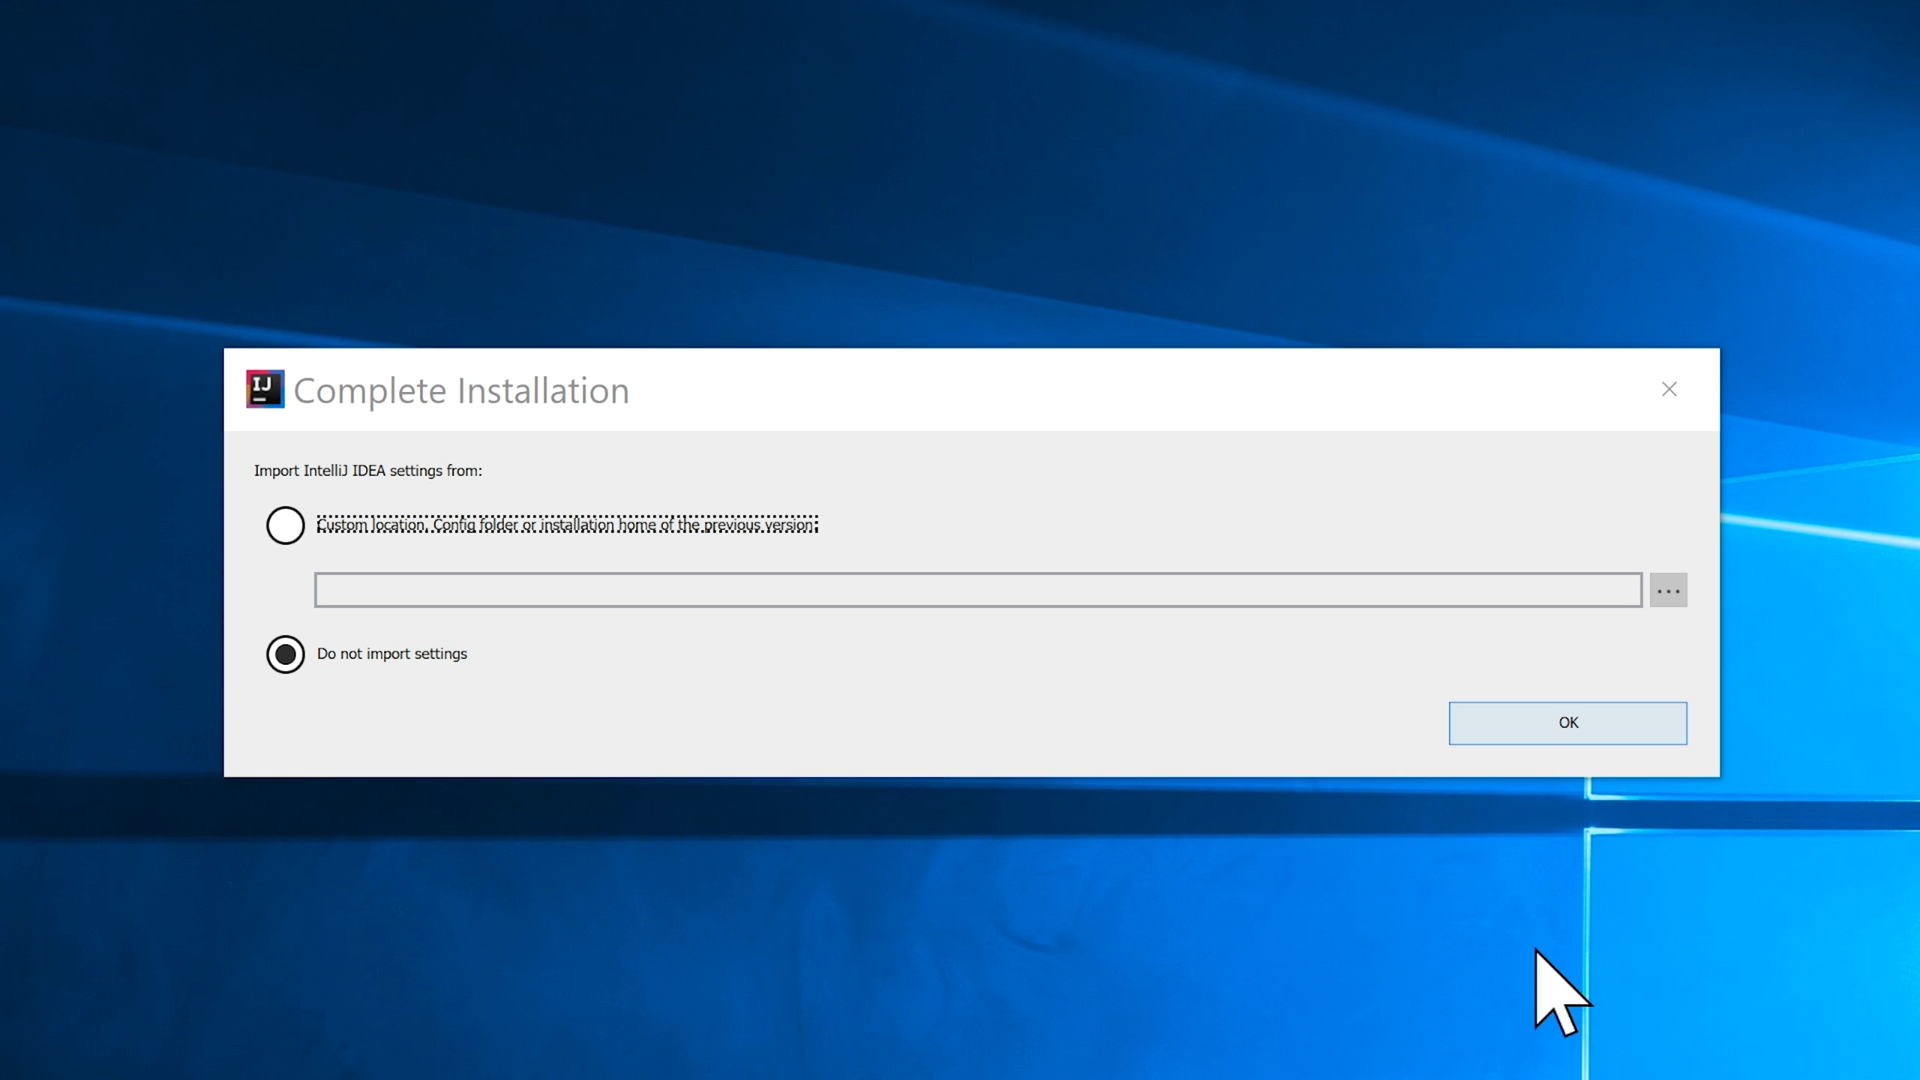 IJ
Complete Installation
Import IntelliJ IDEA settings from:
Custom location. Config folder or installation home of the previous version:
...
Do not import settings
OK